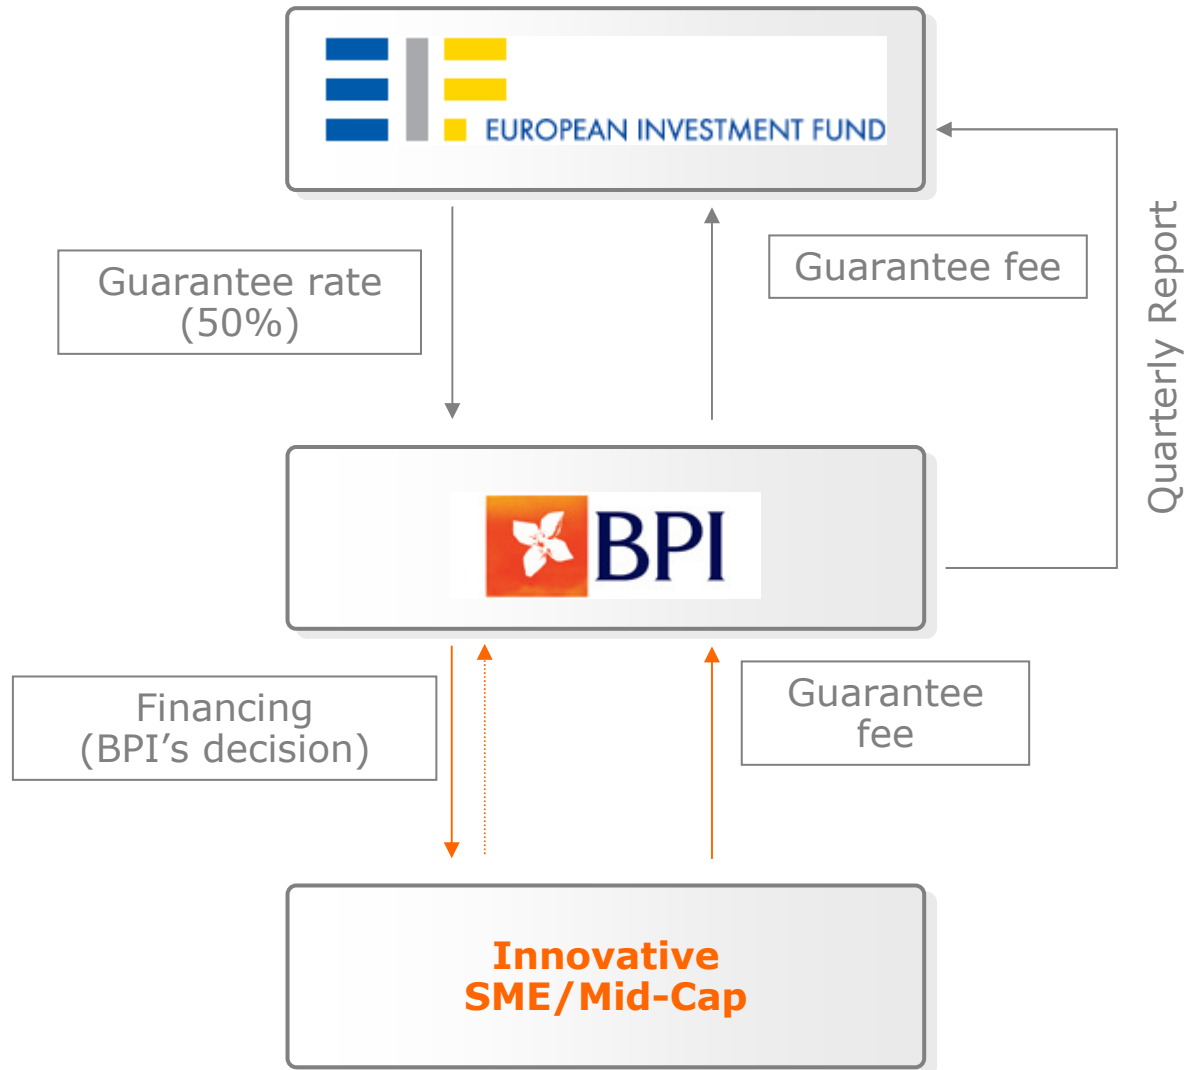 EUROPEAN INVESTMENT FUND
Guarantee rate
(50%)
Guarantee fee
Quarterly Report
BPI
Financing
(BPI’s decision)
Guarantee
fee
Innovative
SME/Mid-Cap